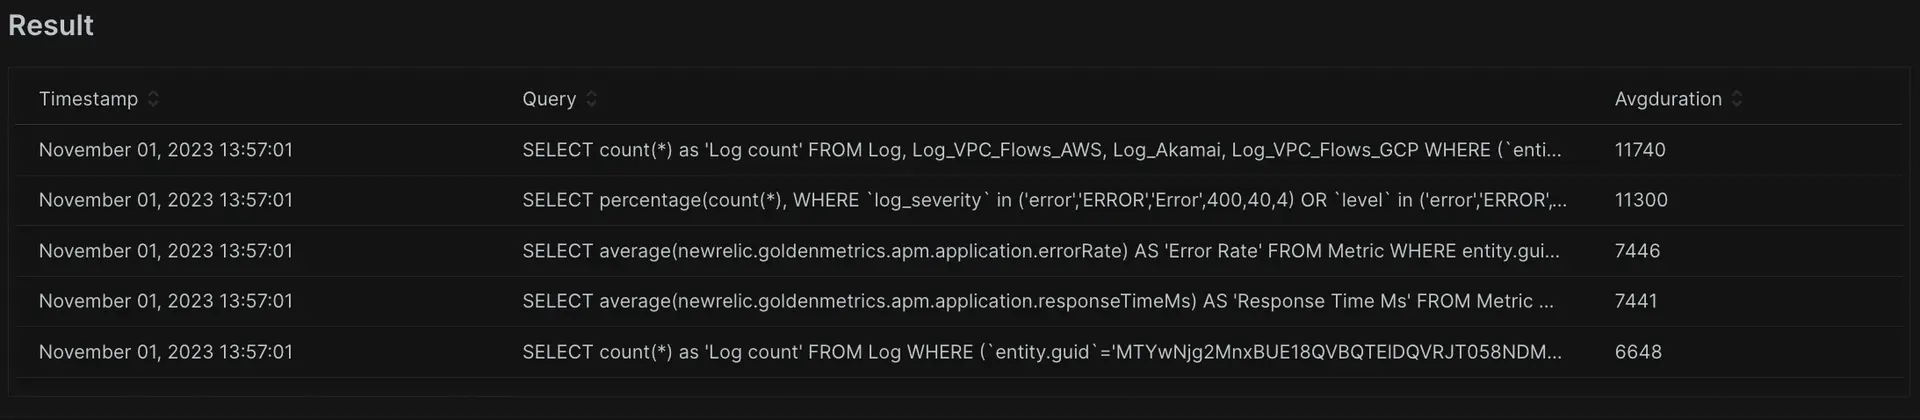 Result
Timestamp Query Avgduration
November 01, 2023 13:57:01 SELECT count(*) as 'Log count' FROM Log, Log_VPC_Flows_AWS, Log_Akamai, Log_VPC_Flows_GCP WHERE (`enti... 11740
November 01, 2023 13:57:01 SELECT percentage(count(*), WHERE `log_severity` in ('error','ERROR','Error',400,40,4) OR `level` in ('error','ERROR',... 11300
November 01, 2023 13:57:01 SELECT average(newrelic.goldenmetrics.apm.application.errorRate) AS 'Error Rate' FROM Metric WHERE entity.gui... 7446
November 01, 2023 13:57:01 SELECT average(newrelic.goldenmetrics.apm.application.responseTimeMs) AS 'Response Time Ms' FROM Metric ... 7441
November 01, 2023 13:57:01 SELECT count(*) as 'Log count' FROM Log WHERE (`entity.guid`='MTYwNjg2MnxBUE18QVBQTElDQVRJT058NDM... 6648